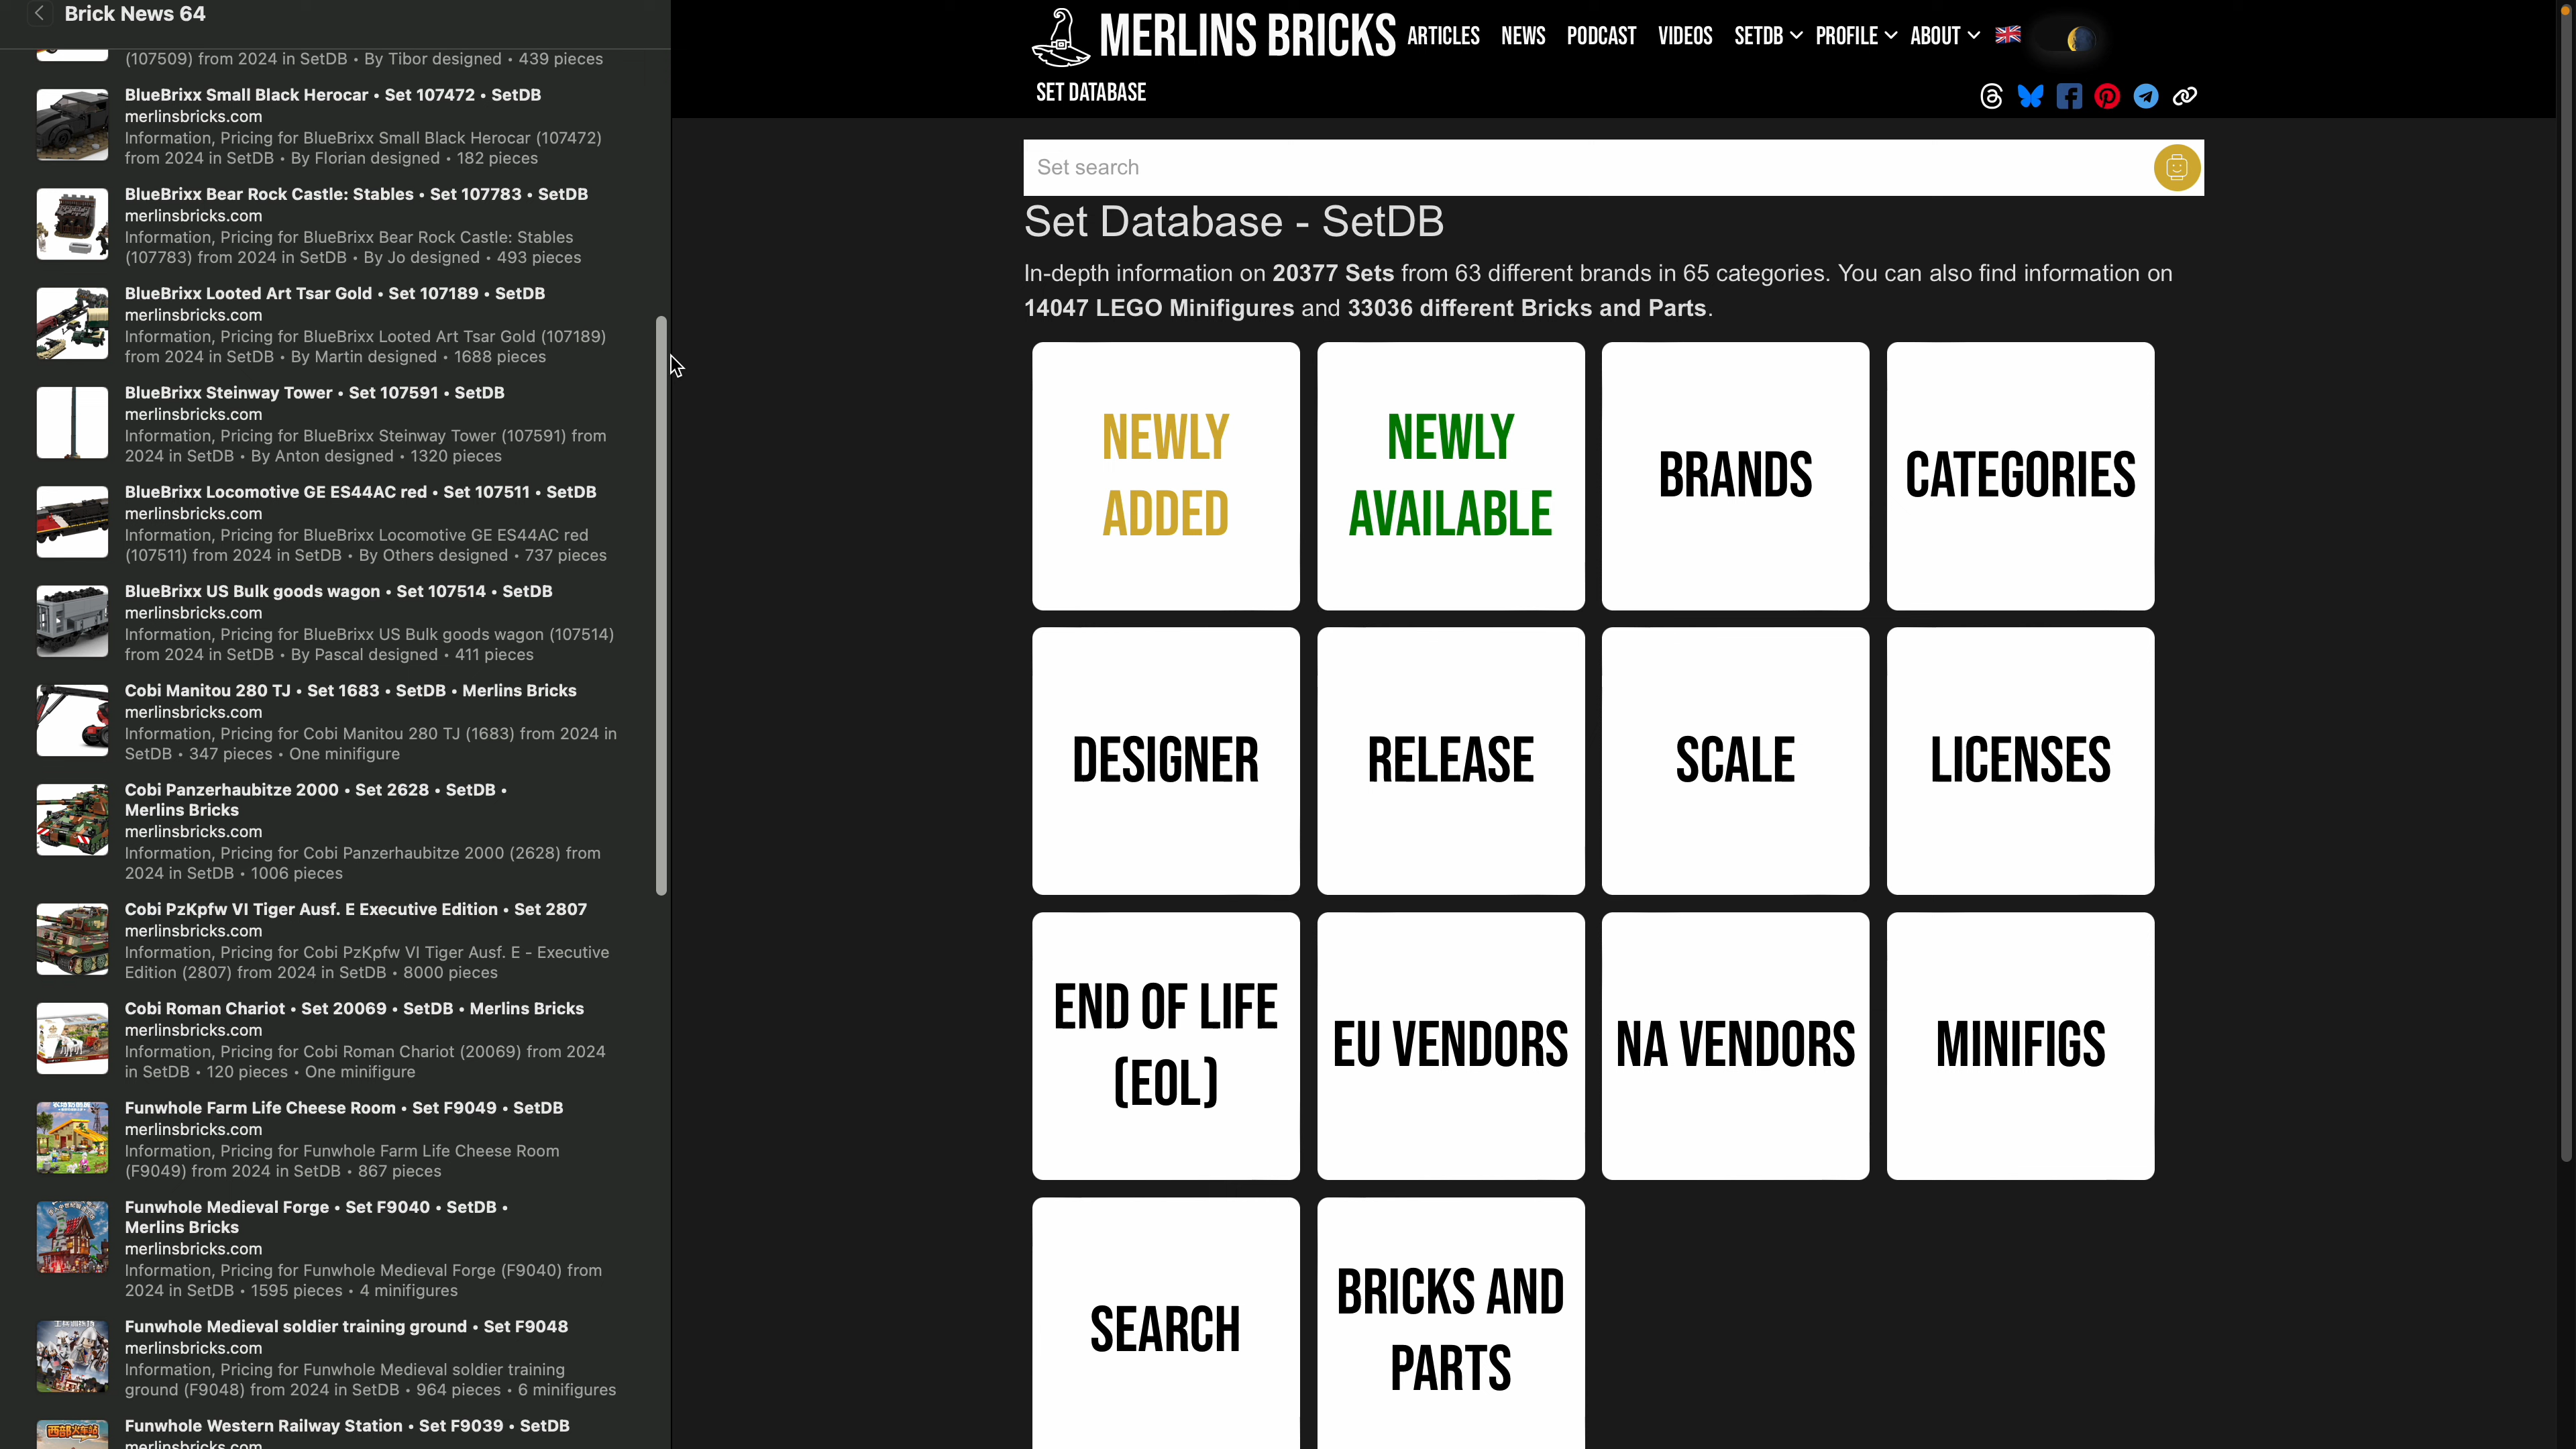 Brick News 64
(107509) from 2024 in SetDB • By Tibor designed • 439 pieces
BlueBrixx Small Black Herocar • Set 107472 • SetDB
merlinsbricks.com
Information, Pricing for BlueBrixx Small Black Herocar (107472)
from 2024 in SetDB • By Florian designed • 182 pieces
BlueBrixx Bear Rock Castle: Stables • Set 107783 • SetDB
merlinsbricks.com
Information, Pricing for BlueBrixx Bear Rock Castle: Stables
(107783) from 2024 in SetDB • By Jo designed • 493 pieces
BlueBrixx Looted Art Tsar Gold • Set 107189 • SetDB
merlinsbricks.com
Information, Pricing for BlueBrixx Looted Art Tsar Gold (107189)
from 2024 in SetDB • By Martin designed • 1688 pieces
BlueBrixx Steinway Tower • Set 107591 • SetDB
merlinsbricks.com
Information, Pricing for BlueBrixx Steinway Tower (107591) from
2024 in SetDB • By Anton designed • 1320 pieces
BlueBrixx Locomotive GE ES44AC red • Set 107511 • SetDB
merlinsbricks.com
Information, Pricing for BlueBrixx Locomotive GE ES44AC red
(107511) from 2024 in SetDB • By Others designed • 737 pieces
BlueBrixx US Bulk goods wagon • Set 107514 • SetDB
merlinsbricks.com
Information, Pricing for BlueBrixx US Bulk goods wagon (107514)
from 2024 in SetDB • By Pascal designed • 411 pieces
Cobi Manitou 280 TJ • Set 1683 • SetDB • Merlins Bricks
merlinsbricks.com
Information, Pricing for Cobi Manitou 280 TJ (1683) from 2024 in
SetDB • 347 pieces • One minifigure
Cobi Panzerhaubitze 2000 • Set 2628 • SetDB •
Merlins Bricks
merlinsbricks.com
Information, Pricing for Cobi Panzerhaubitze 2000 (2628) from
2024 in SetDB • 1006 pieces
Cobi PzKpfw VI Tiger Ausf. E Executive Edition • Set 2807
merlinsbricks.com
Information, Pricing for Cobi PzKpfw VI Tiger Ausf. E - Executive
Edition (2807) from 2024 in SetDB • 8000 pieces
Cobi Roman Chariot • Set 20069 • SetDB • Merlins Bricks
merlinsbricks.com
Information, Pricing for Cobi Roman Chariot (20069) from 2024
in SetDB • 120 pieces • One minifigure
Funwhole Farm Life Cheese Room • Set F9049 • SetDB
merlinsbricks.com
Information, Pricing for Funwhole Farm Life Cheese Room
(F9049) from 2024 in SetDB • 867 pieces
Funwhole Medieval Forge • Set F9040 • SetDB •
Merlins Bricks
merlinsbricks.com
Information, Pricing for Funwhole Medieval Forge (F9040) from
2024 in SetDB • 1595 pieces • 4 minifigures
Funwhole Medieval soldier training ground • Set F9048
merlinsbricks.com
Information, Pricing for Funwhole Medieval soldier training
ground (F9048) from 2024 in SetDB • 964 pieces • 6 minifigures
西部火车站
Funwhole Western Railway Station • Set F9039 • SetDB
merlinsbricks.com
MERLINS BRICKS
ARTICLES NEWS PODCAST VIDEOS SETDB PROFILE ABOUT
SET DATABASE
Set search
Set Database - SetDB
In-depth information on 20377 Sets from 63 different brands in 65 categories. You can also find information on
14047 LEGO Minifigures and 33036 different Bricks and Parts.
NEWLY
ADDED
NEWLY
AVAILABLE
BRANDS
CATEGORIES
DESIGNER
RELEASE
SCALE
LICENSES
END OF LIFE
(EOL)
EU VENDORS
NA VENDORS
MINIFIGS
SEARCH
BRICKS AND
PARTS